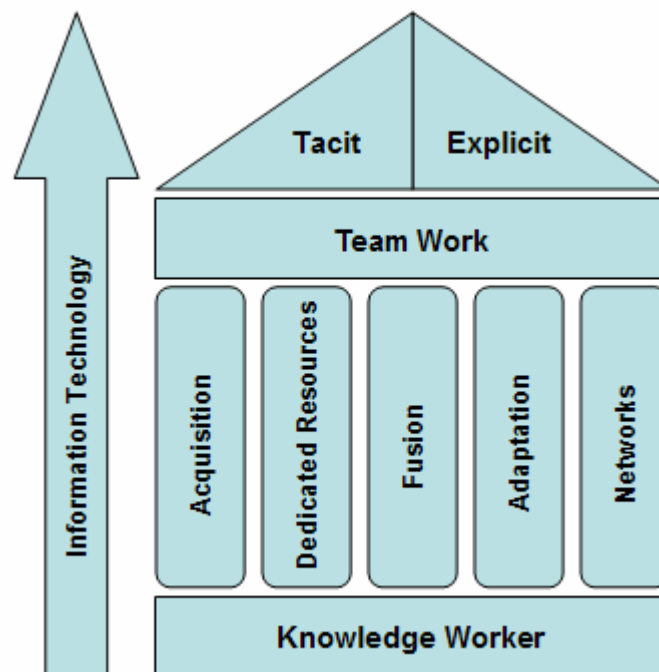 Tacit
Explicit
Team Work
Information Technology
Acquisition
Dedicated Resources
Fusion
Adaptation
Networks
Knowledge Worker